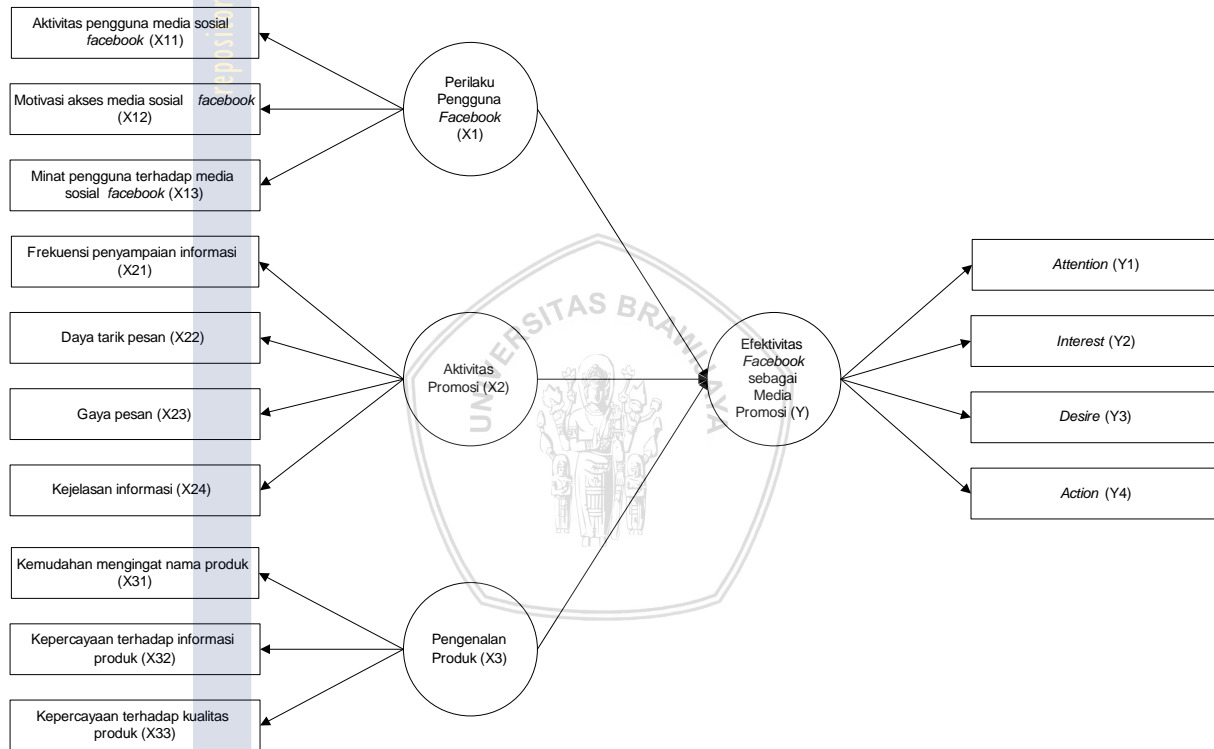 Aktivitas pengguna media sosial
facebook (X11)
Motivasi akses media sosial facebook
(X12)
Minat pengguna terhadap media
sosial facebook (X13)
Frekuensi penyampaian informasi
(X21)
Daya tarik pesan (X22)
Gaya pesan (X23)
Kejelasan informasi (X24)
Kemudahan mengingat nama produk
(X31)
Kepercayaan terhadap informasi
produk (X32)
Kepercayaan terhadap kualitas
produk (X33)
Perilaku
Pengguna
Facebook
(X1)
Aktivitas
Promosi (X2)
Pengenalan
Produk (X3)
Efektivitas
Facebook
sebagai
Media
Promosi (Y)
Attention (Y1)
Interest (Y2)
Desire (Y3)
Action (Y4)
UNIVERSITAS BRAWIJAYA
repositor